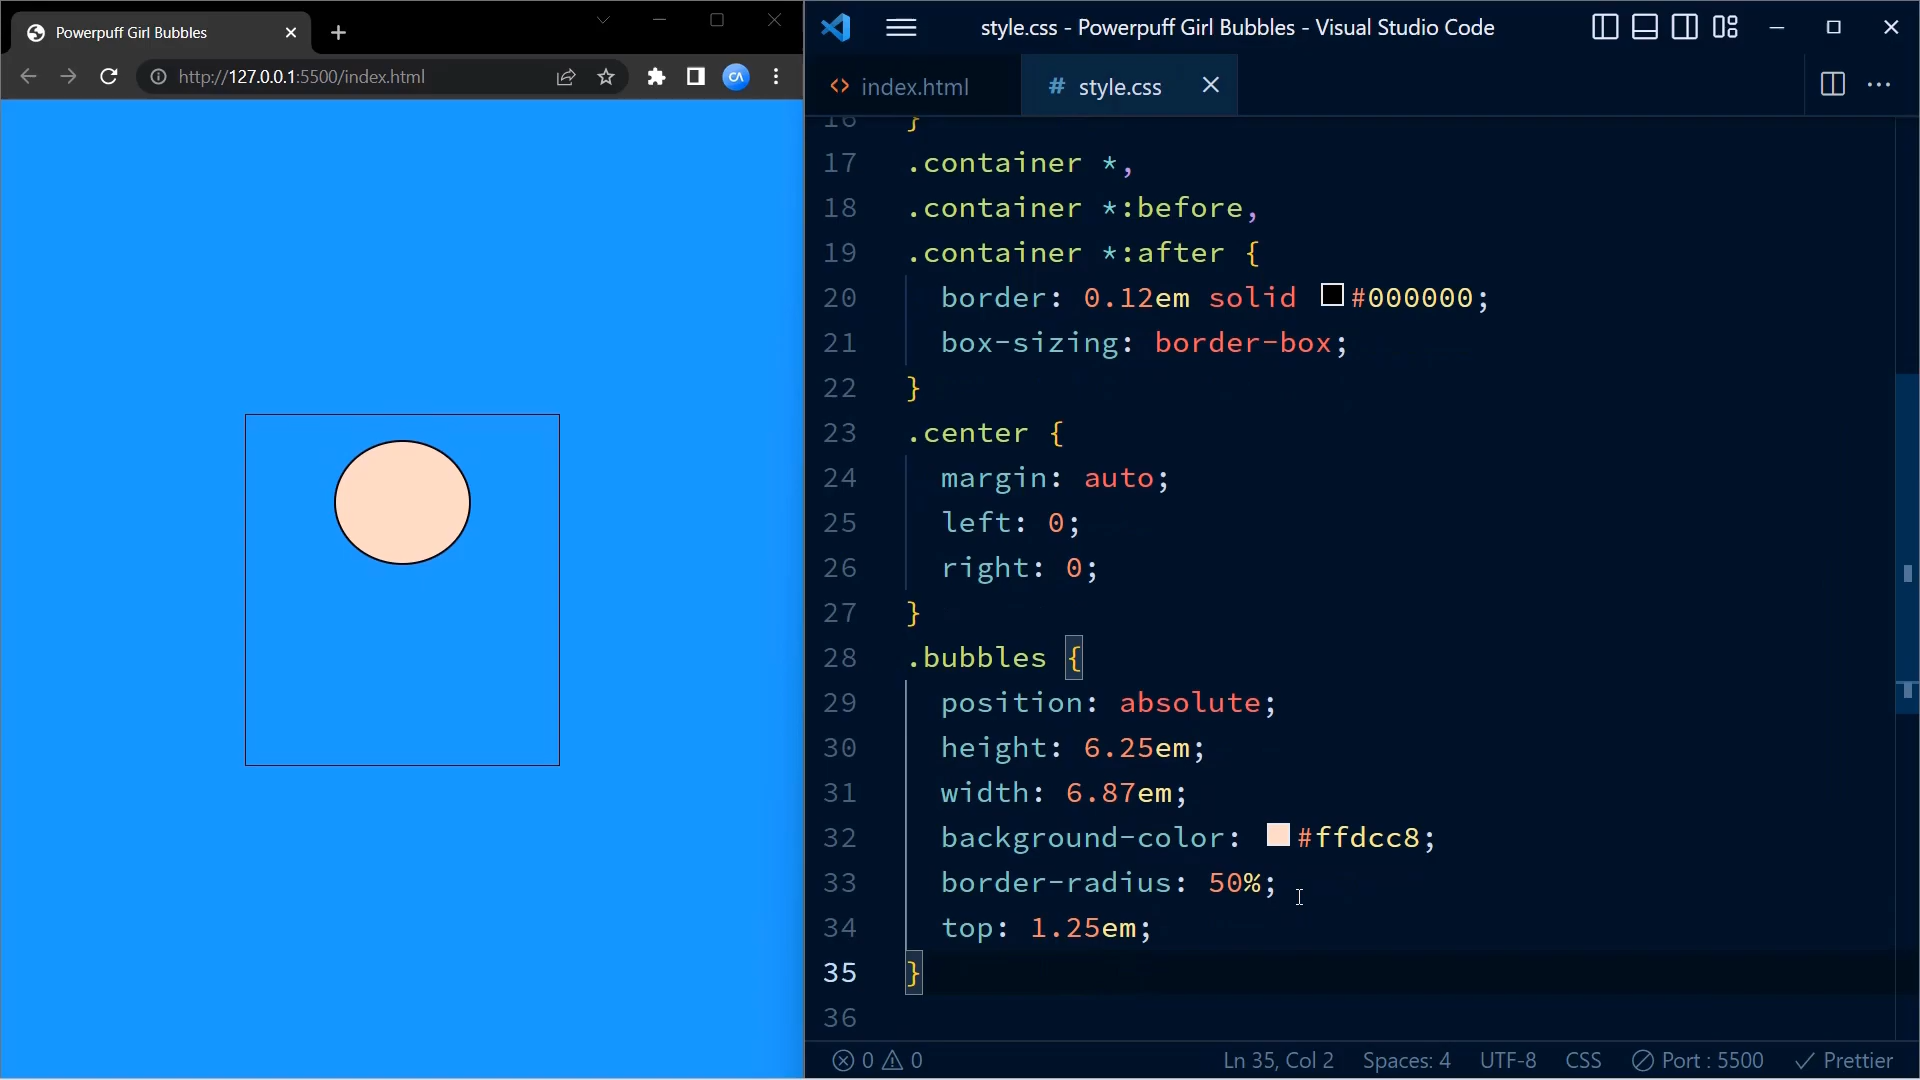 Powerpuff Girl Bubbles
http://127.0.0.1:5500/index.html
CA
style.css - Powerpuff Girl Bubbles - Visual Studio Code
<> index.html
# style.css
16 }
17 .container *,
18 .container *:before,
19 .container *:after {
20 border: 0.12em solid #000000;
21 box-sizing: border-box;
22 }
23 .center {
24 margin: auto;
25 left: 0;
26 right: 0;
27 }
28 .bubbles {
29 position: absolute;
30 height: 6.25em;
31 width: 6.87em;
32 background-color: #ffdcc8;
33 border-radius: 50%;
34 top: 1.25em;
35 }
36
0 0 Ln 35, Col 2 Spaces: 4 UTF-8 CSS Port : 5500 Prettier